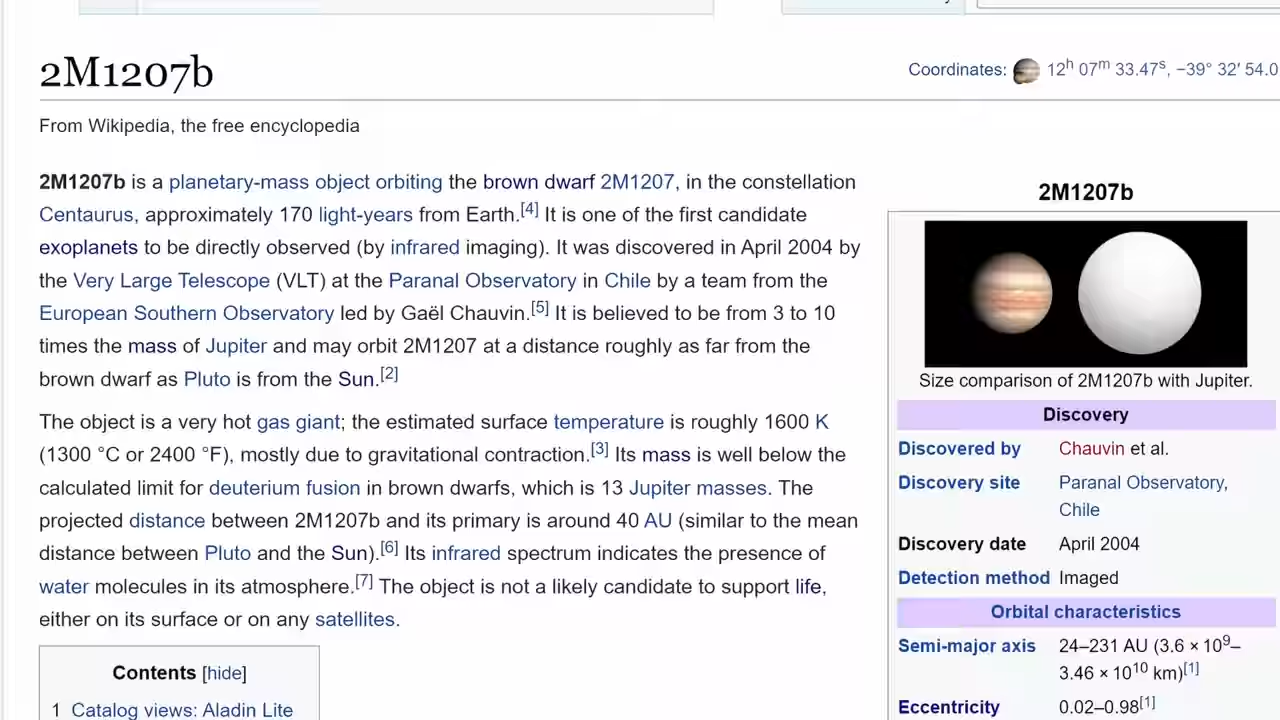 2M1207b
Coordinates: 12h 07m 33.47s, −39° 32′ 54.0
From Wikipedia, the free encyclopedia
2M1207b is a planetary-mass object orbiting the brown dwarf 2M1207, in the constellation
Centaurus, approximately 170 light-years from Earth.[4] It is one of the first candidate
exoplanets to be directly observed (by infrared imaging). It was discovered in April 2004 by
the Very Large Telescope (VLT) at the Paranal Observatory in Chile by a team from the
European Southern Observatory led by Gaël Chauvin.[5] It is believed to be from 3 to 10
times the mass of Jupiter and may orbit 2M1207 at a distance roughly as far from the
brown dwarf as Pluto is from the Sun.[2]
The object is a very hot gas giant; the estimated surface temperature is roughly 1600 K
(1300 °C or 2400 °F), mostly due to gravitational contraction.[3] Its mass is well below the
calculated limit for deuterium fusion in brown dwarfs, which is 13 Jupiter masses. The
projected distance between 2M1207b and its primary is around 40 AU (similar to the mean
distance between Pluto and the Sun).[6] Its infrared spectrum indicates the presence of
water molecules in its atmosphere.[7] The object is not a likely candidate to support life,
either on its surface or on any satellites.
Contents [hide]
1 Catalog views: Aladin Lite
2M1207b
Size comparison of 2M1207b with Jupiter.
Discovery
Discovered by Chauvin et al.
Discovery site Paranal Observatory,
Chile
Discovery date April 2004
Detection method Imaged
Orbital characteristics
Semi-major axis 24–231 AU (3.6 × 10⁹–
3.46 × 10¹⁰ km)[1]
Eccentricity 0.02–0.98[1]